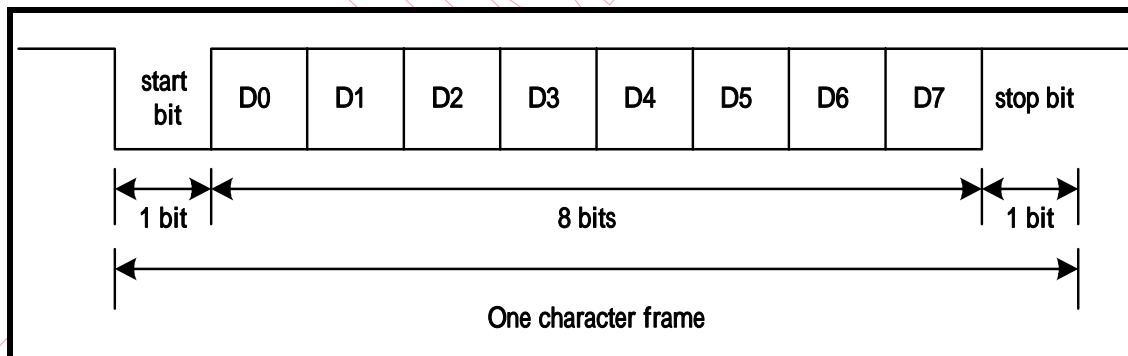 start
bit
D0 D1 D2 D3 D4 D5 D6 D7 stop bit
1 bit 8 bits 1 bit
One character frame